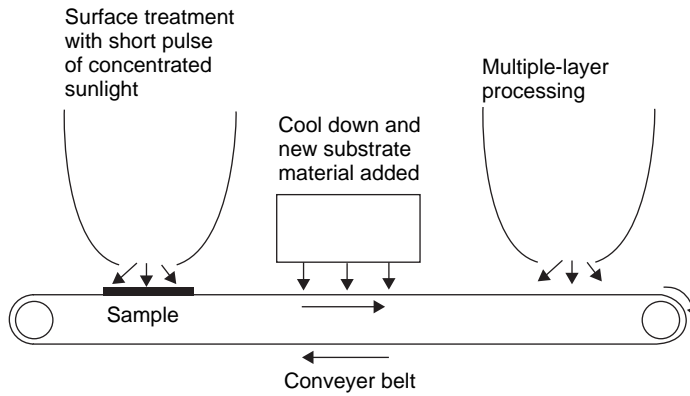 Surface treatment
with short pulse
of concentrated
sunlight
Cool down and
new substrate
material added
Multiple-layer
processing
Sample
Conveyer belt